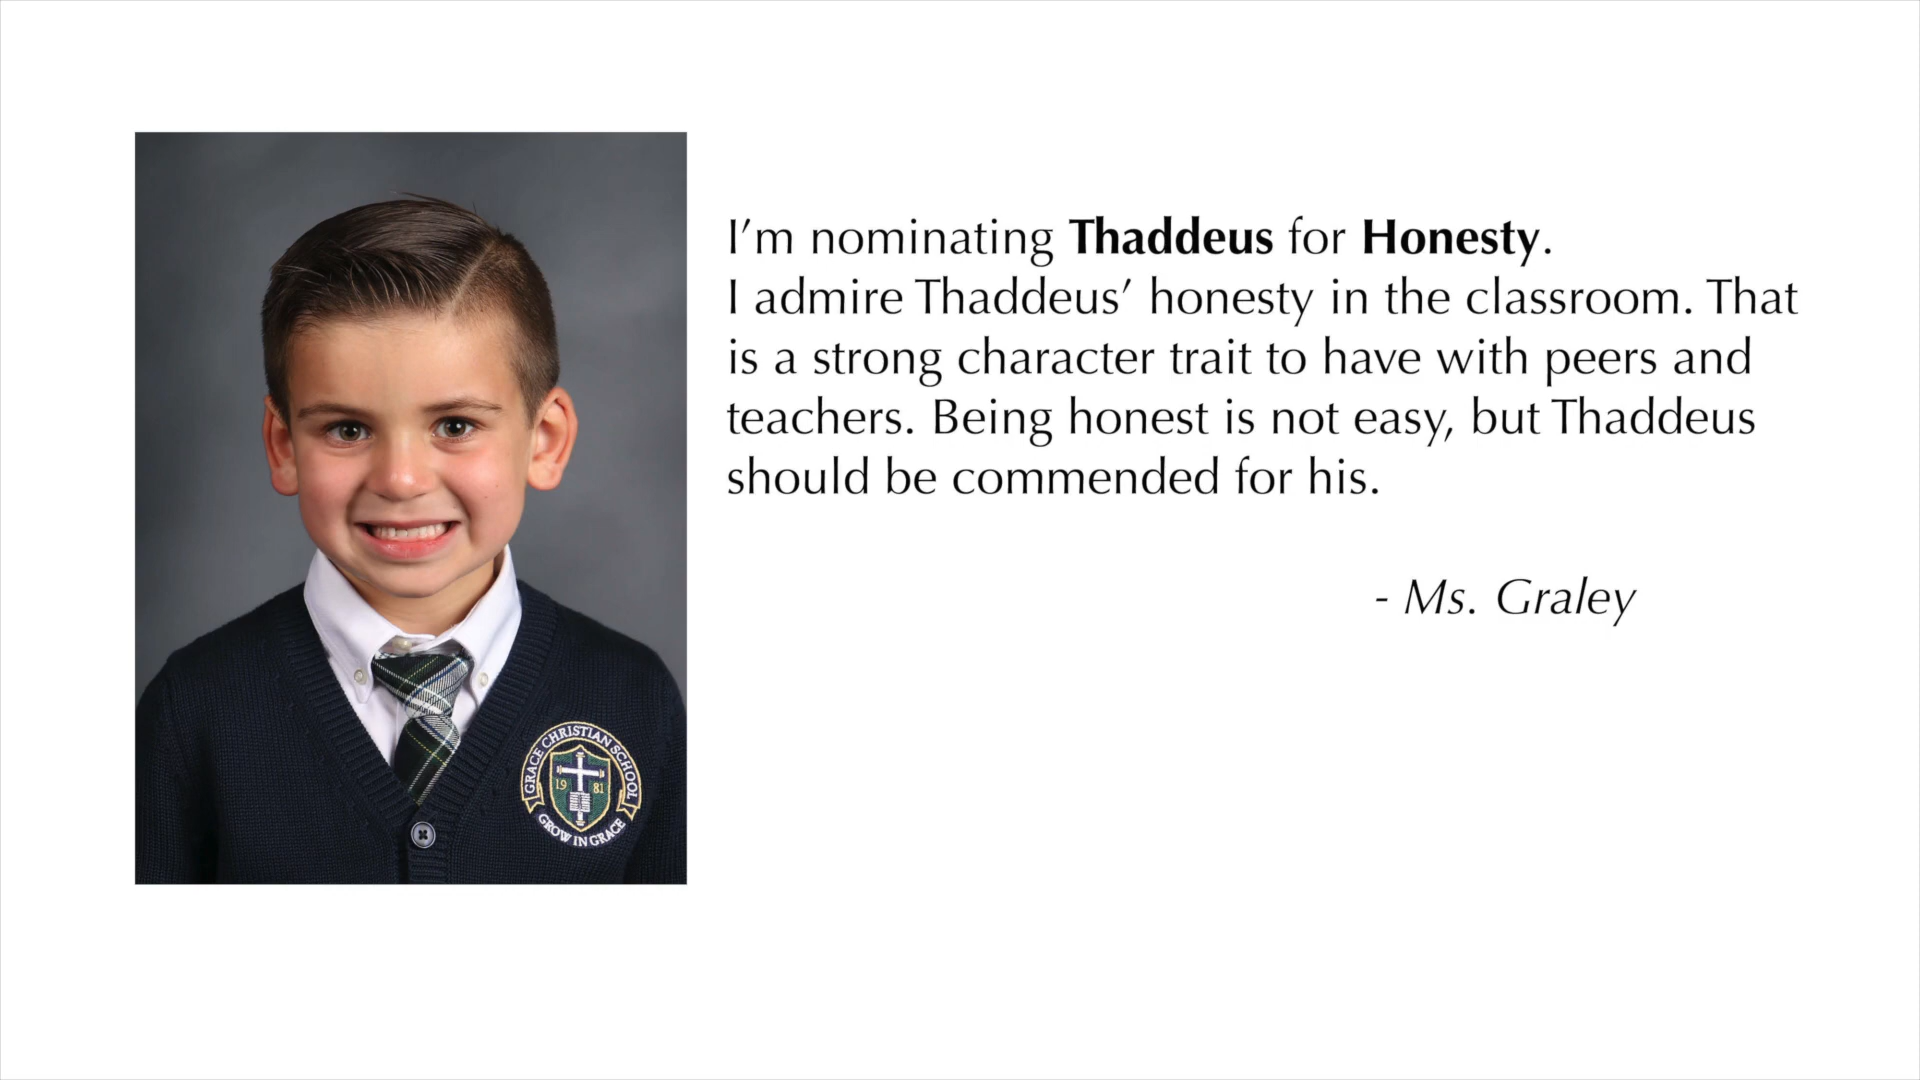 I’m nominating Thaddeus for Honesty.
I admire Thaddeus’ honesty in the classroom. That
is a strong character trait to have with peers and
teachers. Being honest is not easy, but Thaddeus
should be commended for his.
- Ms. Graley
GRACE CHRISTIAN SCHOOL
19 81
GROW IN GRACE